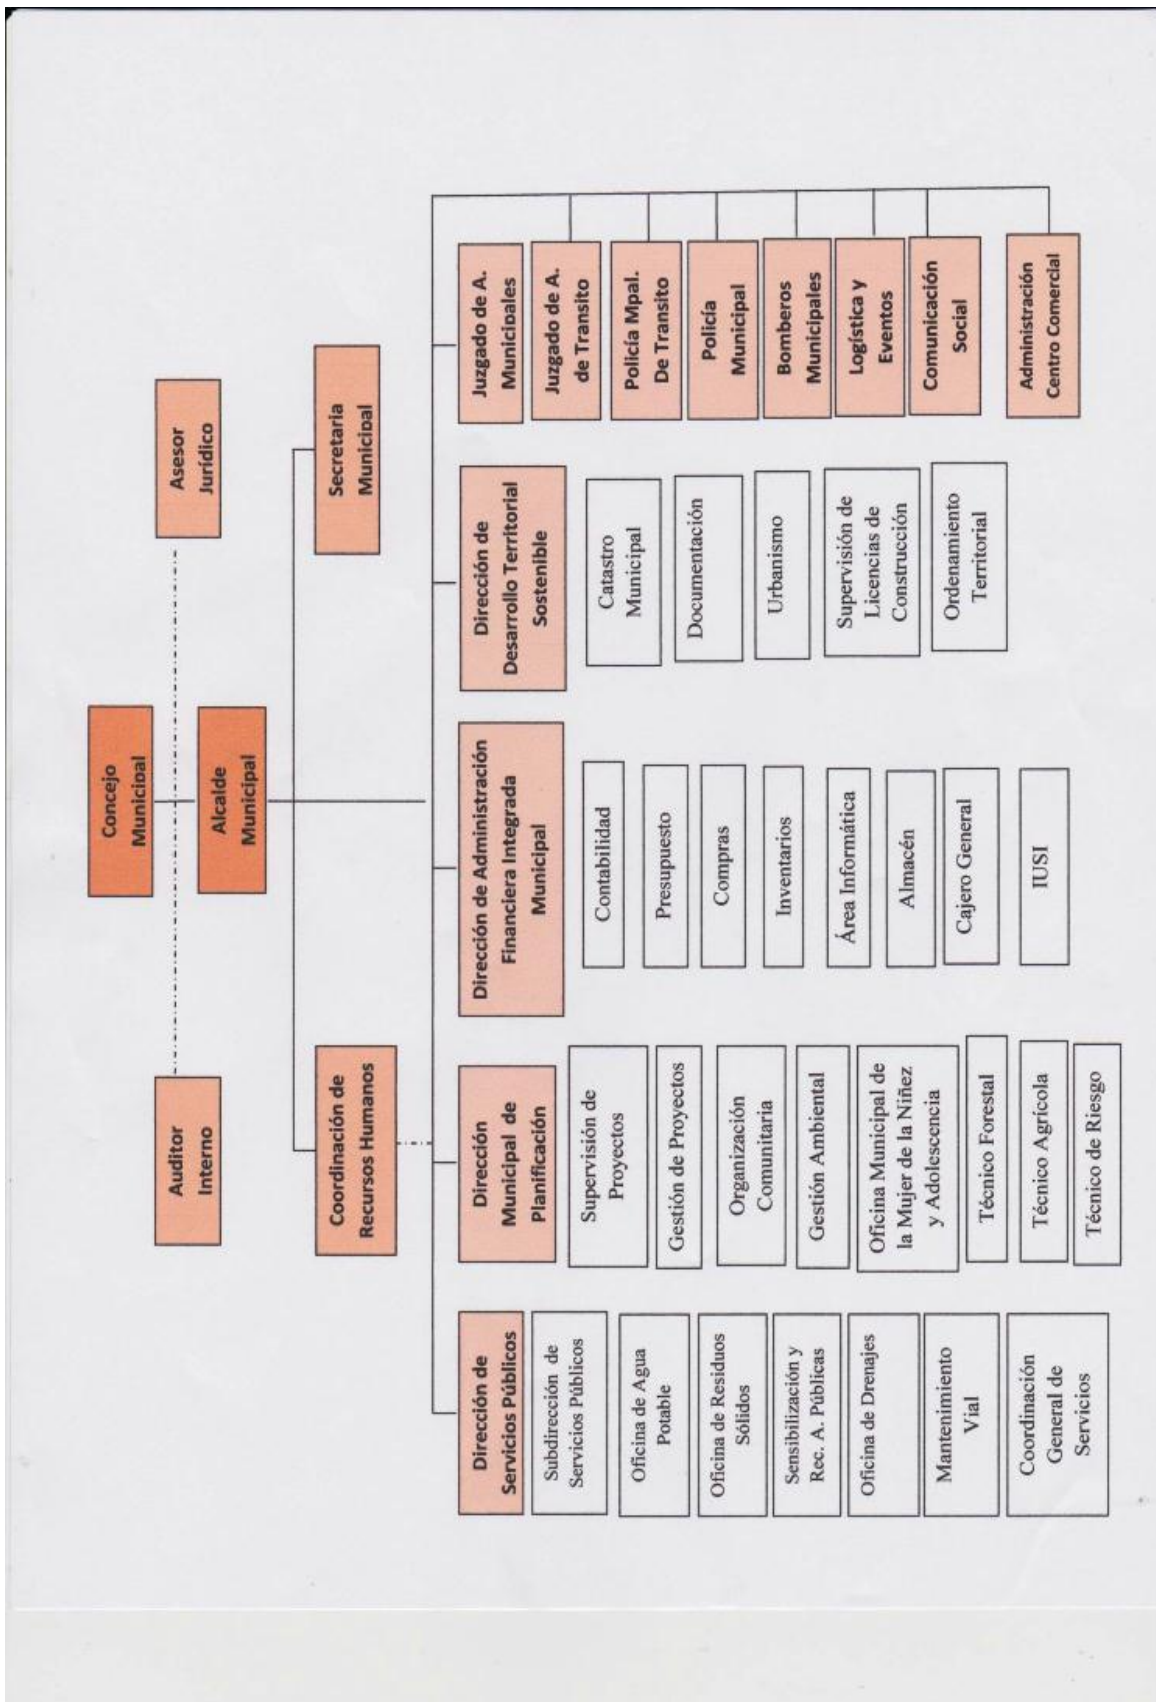 Concejo
Municioal
Auditor
Interno
Asesor
Jurídico
Alcalde
Municipal
Coordinación de
Recursos Humanos
Secretaria
Municioal
Dirección de
Servicios Públicos
Subdirección de
Servicios Públicos
Oficina de Agua
Potable
Oficina de Residuos
Sólidos
Sensibilización y
Rec. A. Públicas
Oficina de Drenajes
Mantenimiento
Vial
Coordinación
General de
Servicios
Dirección
Municipal de
Planificación
Supervisión de
Proyectos
Gestión de Proyectos
Organización
Comunitaria
Gestión Ambiental
Oficina Municipal de
la Mujer de la Niñez
y Adolescencia
Técnico Forestal
Técnico Agrícola
Técnico de Riesgo
Dirección de Administración
Financiera Integrada
Municipal
Contabilidad
Presupuesto
Compras
Inventarios
Área Informática
Almacén
Cajero General
IUSI
Dirección de
Desarrollo Territorial
Sostenible
Catastro
Municipal
Documentación
Urbanismo
Supervisión de
Licencias de
Construcción
Ordenamiento
Territorial
Juzgado de A.
Municioales
Juzgado de A.
de Transito
Policía Mpal.
De Transito
Policía
Municipal
Bomberos
Municipales
Logística y
Eventos
Comunicación
Social
Administración
Centro Comercial